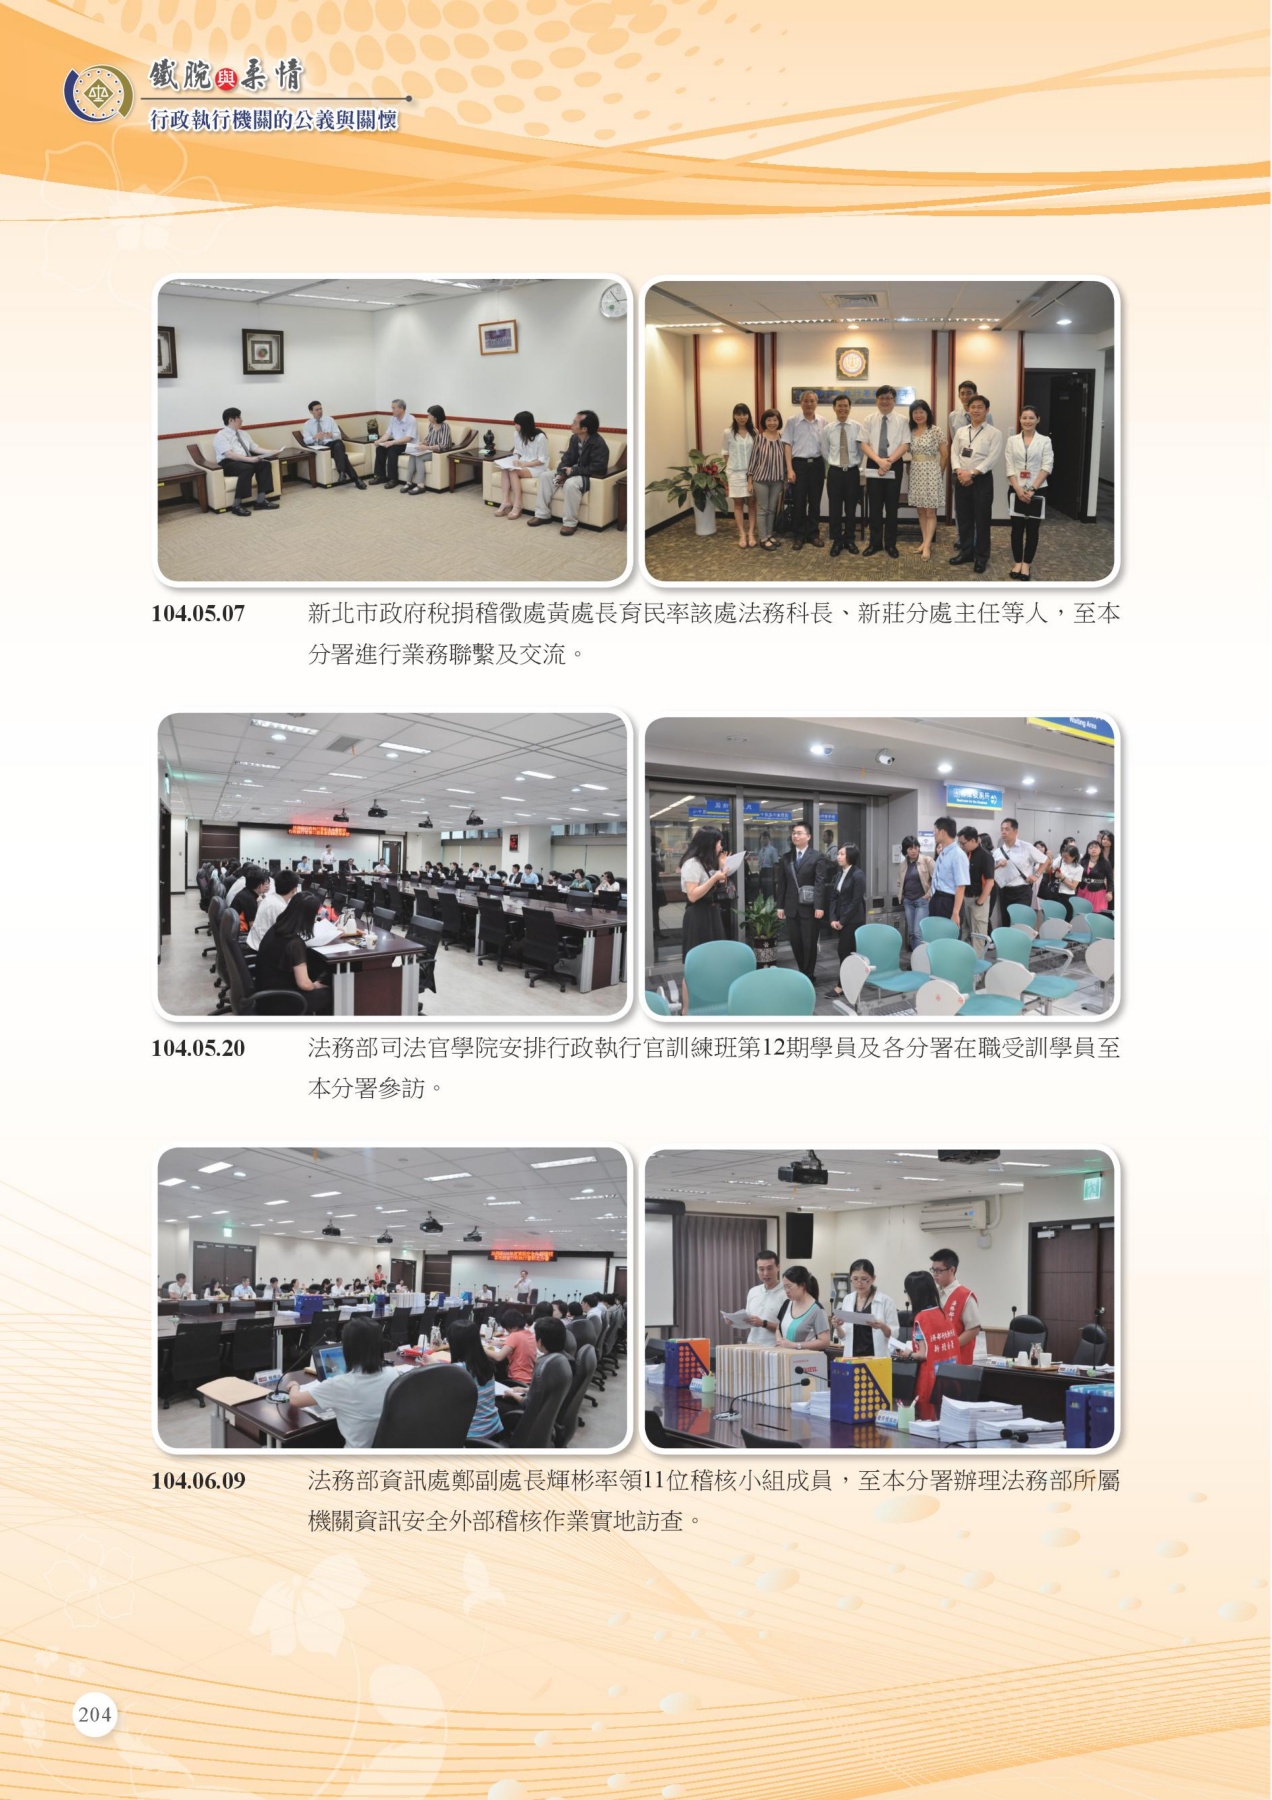 鐵腕與柔情
行政執行機關的公義與關懷
104.05.07 新北市政府稅捐稽徵處黃處長育民率該處法務科長、新莊分處主任等人，至本
分署進行業務聯繫及交流。
Waiting Area
104.05.20 法務部司法官學院安排行政執行官訓練班第12期學員及各分署在職受訓學員至
本分署參訪。
104.06.09 法務部資訊處鄭副處長輝彬率領11位稽核小組成員，至本分署辦理法務部所屬
機關資訊安全外部稽核作業實地訪查。
204